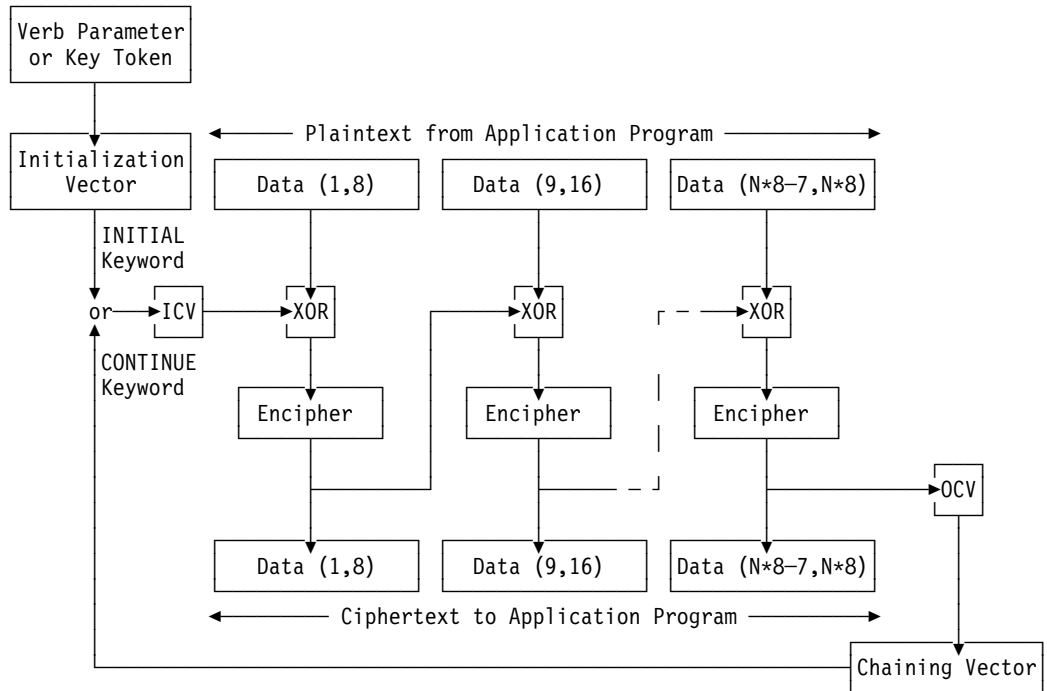 Verb Parameter
or Key Token
Plaintext from Application Program
Initialization
Vector
Data (1,8)
Data (9,16)
Data (N*8–7,N*8)
INITIAL
Keyword
or
ICV
XOR
XOR
XOR
CONTINUE
Keyword
Encipher
Encipher
Encipher
OCV
Data (1,8)
Data (9,16)
Data (N*8–7,N*8)
Ciphertext to Application Program
Chaining Vector